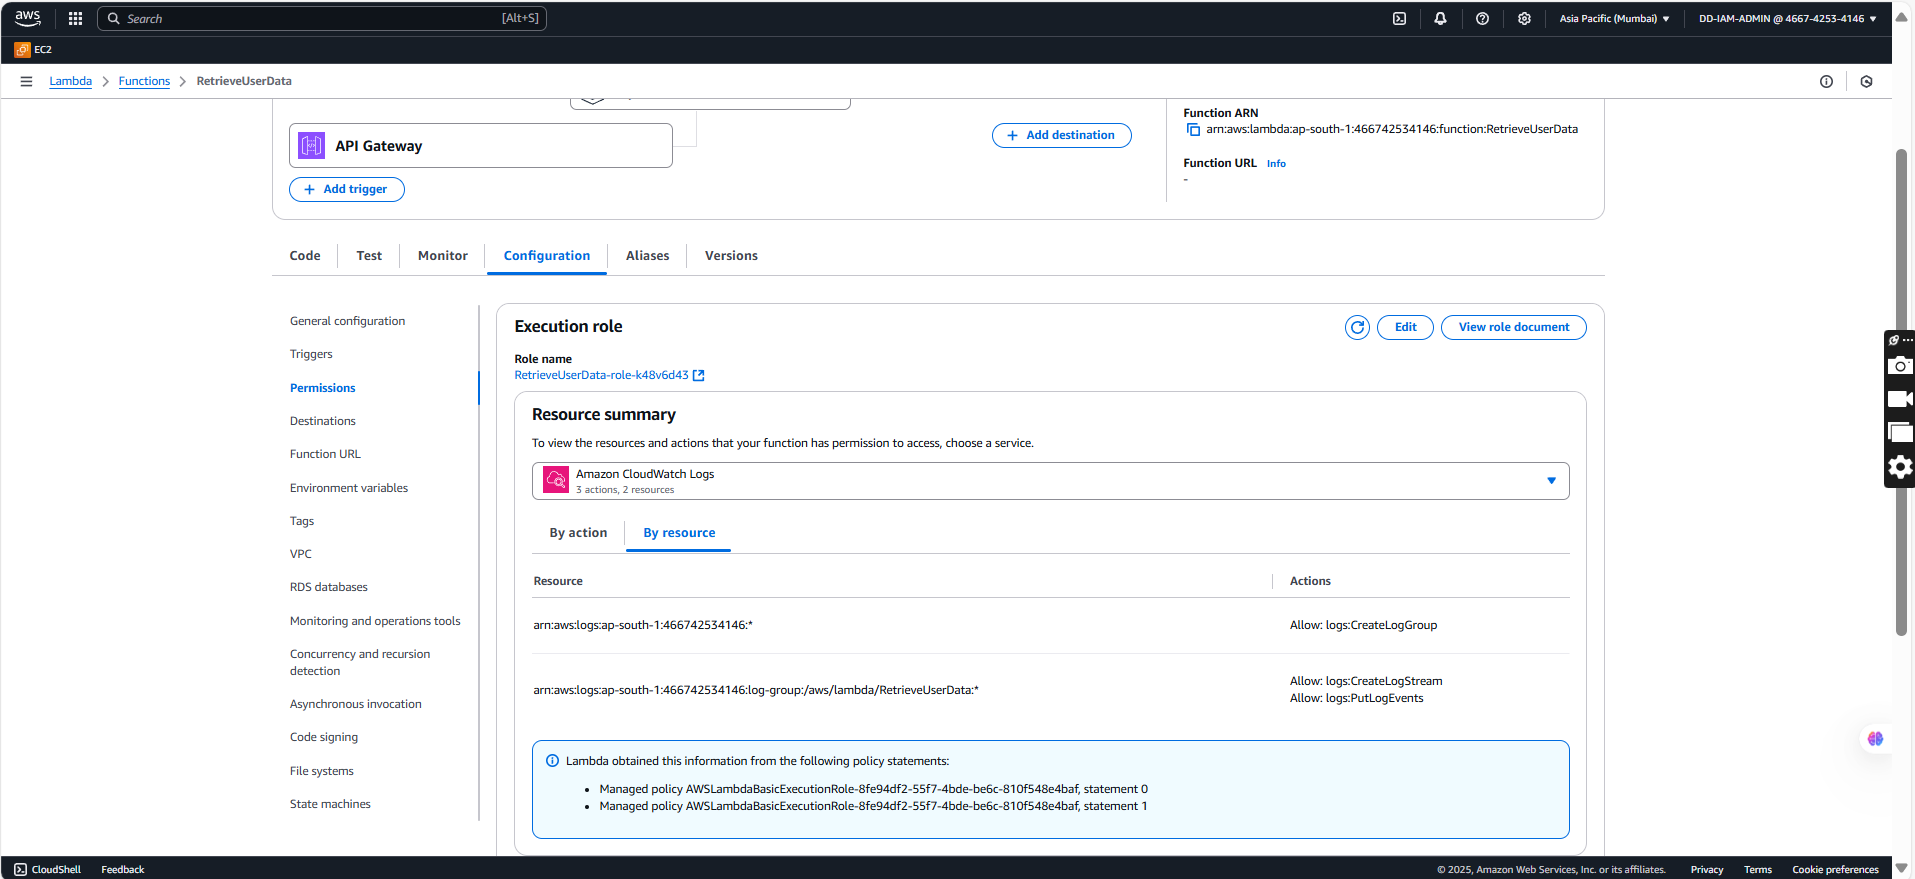 aws
Search
[Alt+S]
Asia Pacific (Mumbai)
DD-IAM-ADMIN @ 4667-4253-4146
EC2
Lambda
Functions
RetrieveUserData
API Gateway
Add trigger
Add destination
Function ARN
arn:aws:lambda:ap-south-1:466742534146:function:RetrieveUserData
Function URL Info
-
Code
Test
Monitor
Configuration
Aliases
Versions
General configuration
Triggers
Permissions
Destinations
Function URL
Environment variables
Tags
VPC
RDS databases
Monitoring and operations tools
Concurrency and recursion
detection
Asynchronous invocation
Code signing
File systems
State machines
Execution role
Edit
View role document
Role name
RetrieveUserData-role-k48v6d43
Resource summary
To view the resources and actions that your function has permission to access, choose a service.
Amazon CloudWatch Logs
3 actions, 2 resources
By action
By resource
Resource
Actions
arn:aws:logs:ap-south-1:466742534146:*
Allow: logs:CreateLogGroup
arn:aws:logs:ap-south-1:466742534146:log-group:/aws/lambda/RetrieveUserData:*
Allow: logs:CreateLogStream
Allow: logs:PutLogEvents
Lambda obtained this information from the following policy statements:
• Managed policy AWSLambdaBasicExecutionRole-8fe94df2-55f7-4bde-be6c-810f548e4baf, statement 0
• Managed policy AWSLambdaBasicExecutionRole-8fe94df2-55f7-4bde-be6c-810f548e4baf, statement 1
CloudShell
Feedback
© 2025, Amazon Web Services, Inc. or its affiliates.
Privacy
Terms
Cookie preferences